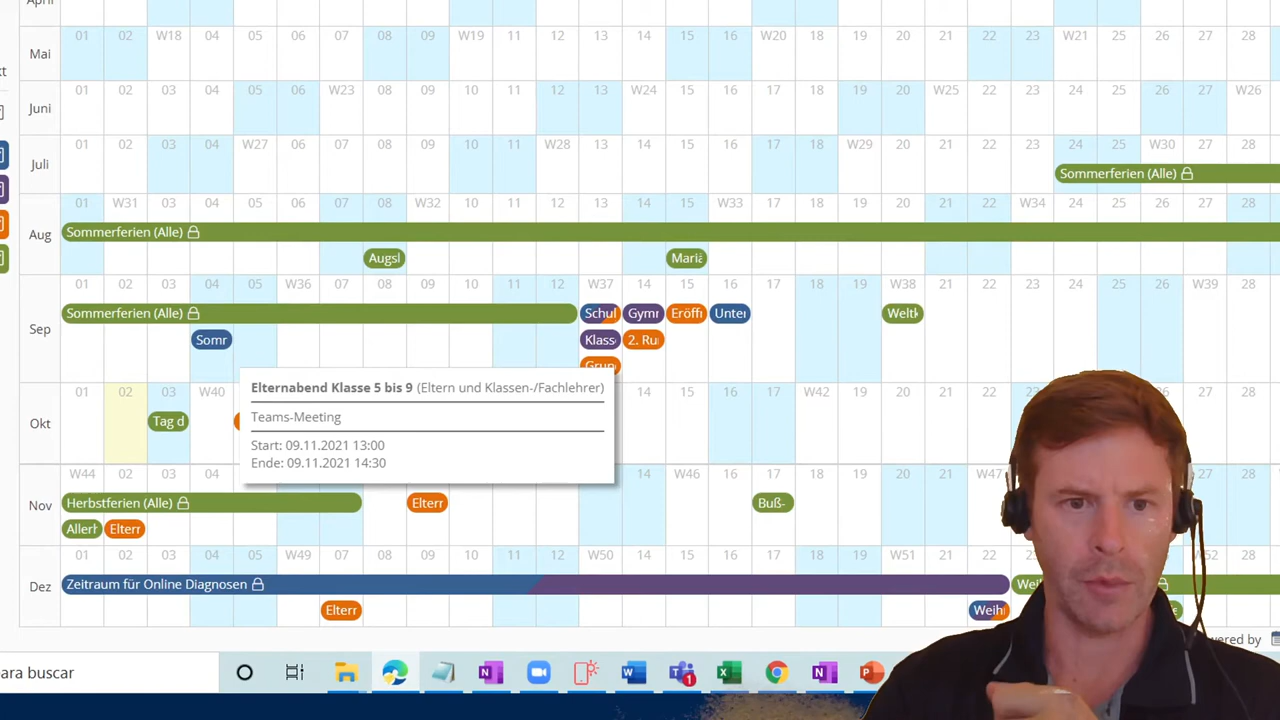 April
Mai
01 02 W18 04 05 06 07 08 09 W19 11 12 13 14 15 16 W20 18 19 20 21 22 23 W21 25 26 27 28
Juni
01 02 03 04 05 06 W23 08 09 10 11 12 13 W24 15 16 17 18 19 20 W25 22 23 24 25 26 27 W26
Juli
01 02 03 04 W27 06 07 08 09 10 11 W28 13 14 15 16 17 18 W29 20 21 22 23 24 25 W30 27 28
Sommerferien (Alle)
Aug
01 W31 03 04 05 06 07 08 W32 10 11 12 13 14 15 W33 17 18 19 20 21 22 W34 24 25 26 27 28
Sommerferien (Alle)
Augsl
Mariä
Sep
01 02 03 04 05 W36 07 08 09 10 11 12 W37 14 15 16 17 18 19 W38 21 22 23 24 25 26 W39 28
Sommerferien (Alle)
Schul
Gymr
Eröff
Unter
Weltk
Somr
Klass
2. Ru
Grup
Okt
01 02 03 W40 W42 19 20 21 22 23
Tag d
Elternabend Klasse 5 bis 9 (Eltern und Klassen-/Fachlehrer)
Teams-Meeting
Start: 09.11.2021 13:00
Ende: 09.11.2021 14:30
Nov
W44 02 03 04 14 W46 16 17 18 19 20 21 W47
Herbstferien (Alle)
Elterr
Buß-
Allerh
Elterr
Dez
01 02 03 04 05 W49 07 08 09 10 11 12 W50 14 15 16 17 18 19 W51 21 22 23 W52 28
Zeitraum für Online Diagnosen
Weih
Elterr
Weih
wered by
ara buscar
1